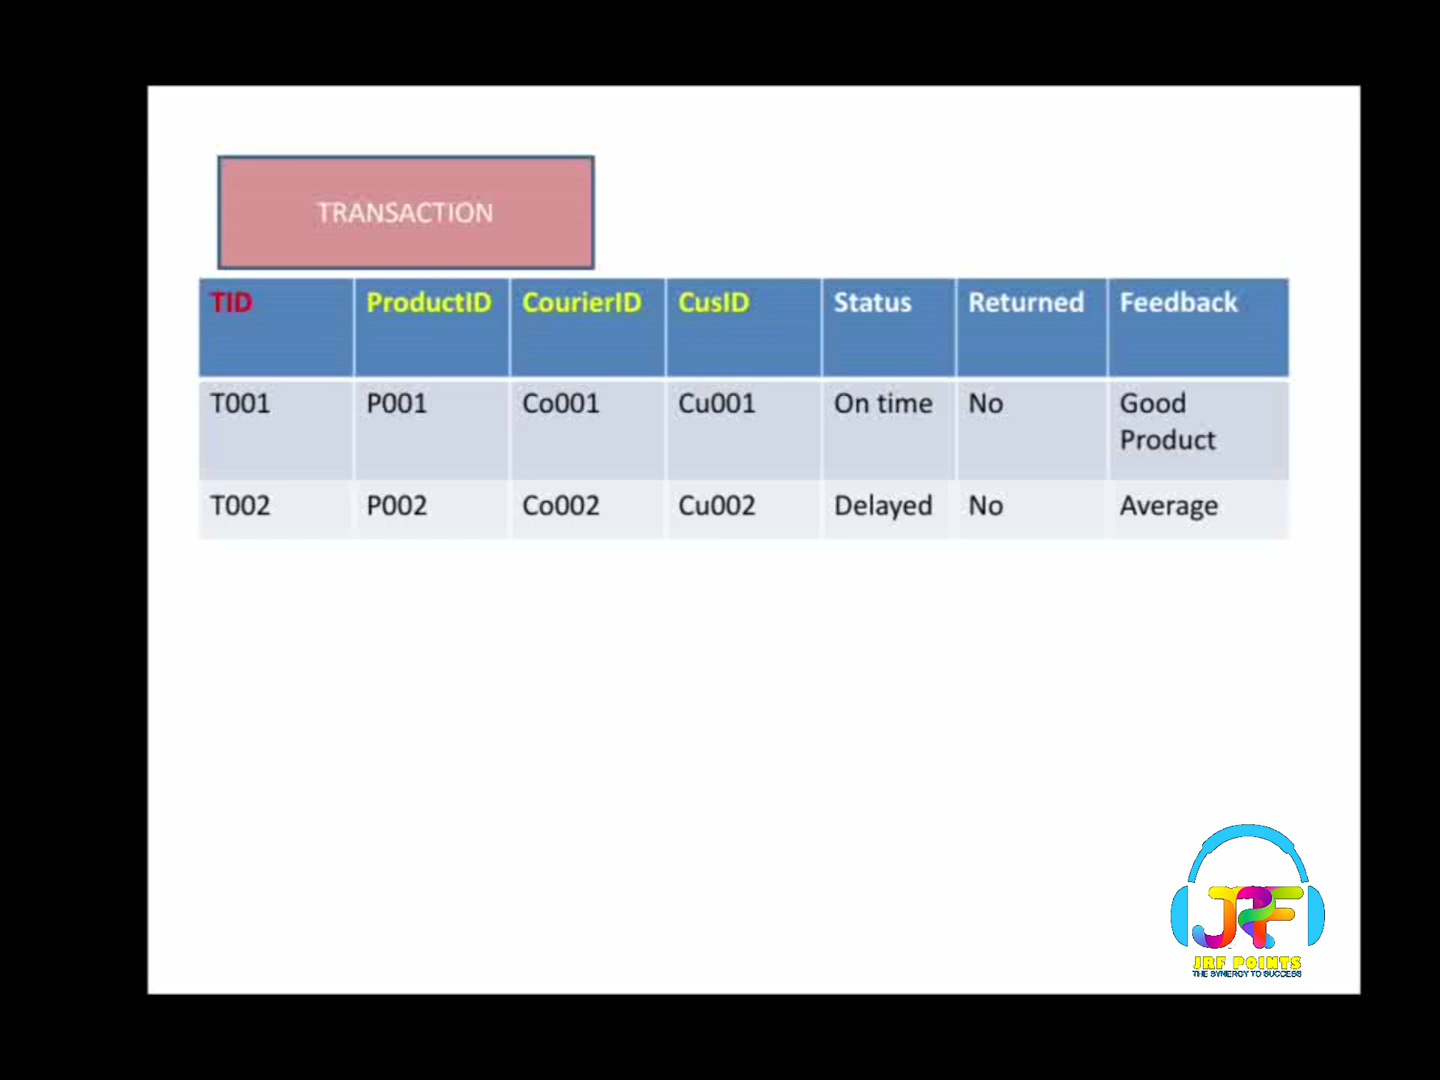 TRANSACTION
TID ProductID CourierID CusID Status Returned Feedback
T001 P001 Co001 Cu001 On time No Good
Product
T002 P002 Co002 Cu002 Delayed No Average
JRF
JRF POINTS
THE SYNERGY TO SUCCESS